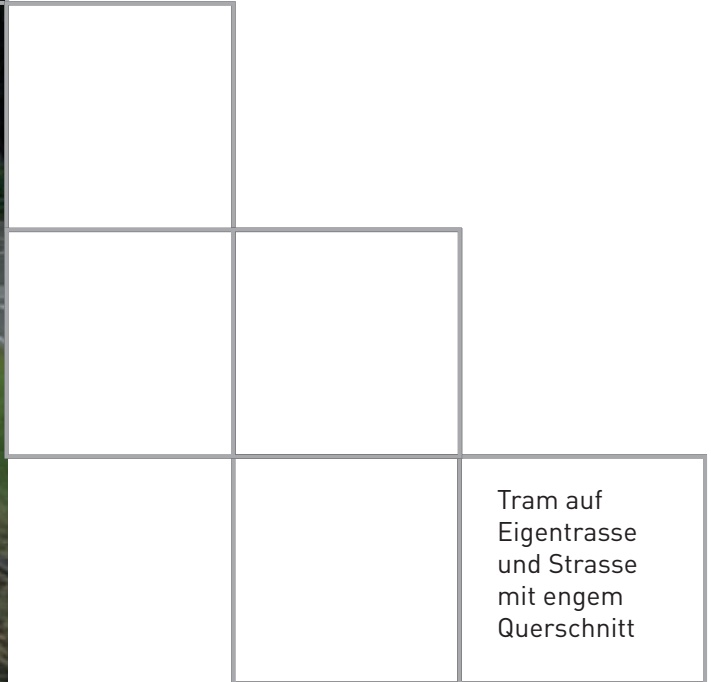 Tram auf
Eigentrasse
und Strasse
mit engem
Querschnitt